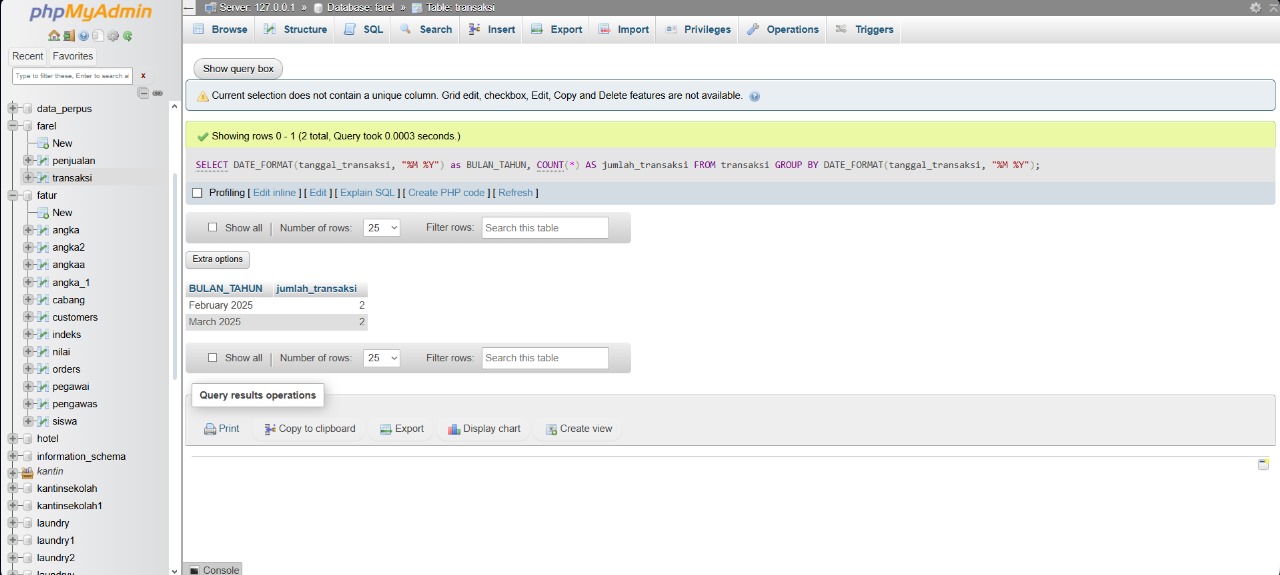 phpMyAdmin
Recent Favorites
Type to filter these, Enter to search al X
data_perpus
farel
New
penjualan
transaksi
fatur
New
angka
angka2
angkaa
angka_1
cabang
customers
indeks
nilai
orders
pegawai
pengawas
siswa
hotel
information_schema
kantin
kantinsekolah
kantinsekolah1
laundry
laundry1
laundry2
Server: 127.0.0.1 » Database: farel » Table: transaksi
Browse Structure SQL Search Insert Export Import Privileges Operations Triggers
Show query box
Current selection does not contain a unique column. Grid edit, checkbox, Edit, Copy and Delete features are not available.
Showing rows 0 - 1 (2 total, Query took 0.0003 seconds.)
SELECT DATE_FORMAT(tanggal_transaksi, "%M %Y") as BULAN_TAHUN, COUNT(*) AS jumlah_transaksi FROM transaksi GROUP BY DATE_FORMAT(tanggal_transaksi, "%M %Y");
Profiling [ Edit inline ] [ Edit ] [ Explain SQL ] [ Create PHP code ] [ Refresh ]
Show all | Number of rows: 25 Filter rows: Search this table
Extra options
BULAN_TAHUN jumlah_transaksi
February 2025 2
March 2025 2
Show all | Number of rows: 25 Filter rows: Search this table
Query results operations
Print Copy to clipboard Export Display chart Create view
Console